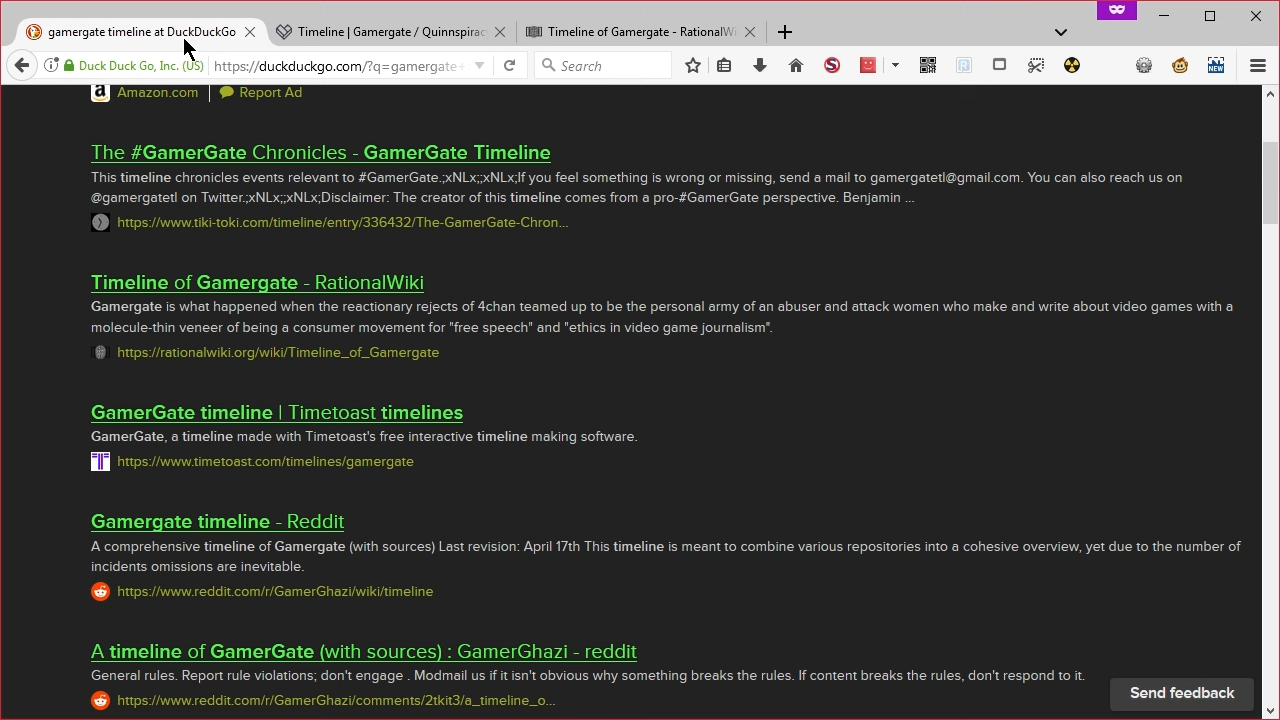 gamergate timeline at DuckDuckGo
Timeline | Gamergate / Quinnspirac
Timeline of Gamergate - RationalWi
Duck Duck Go, Inc. (US)
https://duckduckgo.com/?q=gamergate+
Search
NEW
Amazon.com
Report Ad
The #GamerGate Chronicles - GamerGate Timeline
This timeline chronicles events relevant to #GamerGate.;xNLx;;xNLx;If you feel something is wrong or missing, send a mail to gamergatetl@gmail.com. You can also reach us on
@gamergatetl on Twitter.;xNLx;;xNLx;Disclaimer: The creator of this timeline comes from a pro-#GamerGate perspective. Benjamin ...
https://www.tiki-toki.com/timeline/entry/336432/The-GamerGate-Chron...
Timeline of Gamergate - RationalWiki
Gamergate is what happened when the reactionary rejects of 4chan teamed up to be the personal army of an abuser and attack women who make and write about video games with a
molecule-thin veneer of being a consumer movement for "free speech" and "ethics in video game journalism".
https://rationalwiki.org/wiki/Timeline_of_Gamergate
GamerGate timeline | Timetoast timelines
GamerGate, a timeline made with Timetoast's free interactive timeline making software.
https://www.timetoast.com/timelines/gamergate
Gamergate timeline - Reddit
A comprehensive timeline of Gamergate (with sources) Last revision: April 17th This timeline is meant to combine various repositories into a cohesive overview, yet due to the number of
incidents omissions are inevitable.
https://www.reddit.com/r/GamerGhazi/wiki/timeline
A timeline of GamerGate (with sources) : GamerGhazi - reddit
General rules. Report rule violations; don't engage . Modmail us if it isn't obvious why something breaks the rules. If content breaks the rules, don't respond to it.
https://www.reddit.com/r/GamerGhazi/comments/2tkit3/a_timeline_o...
Send feedback